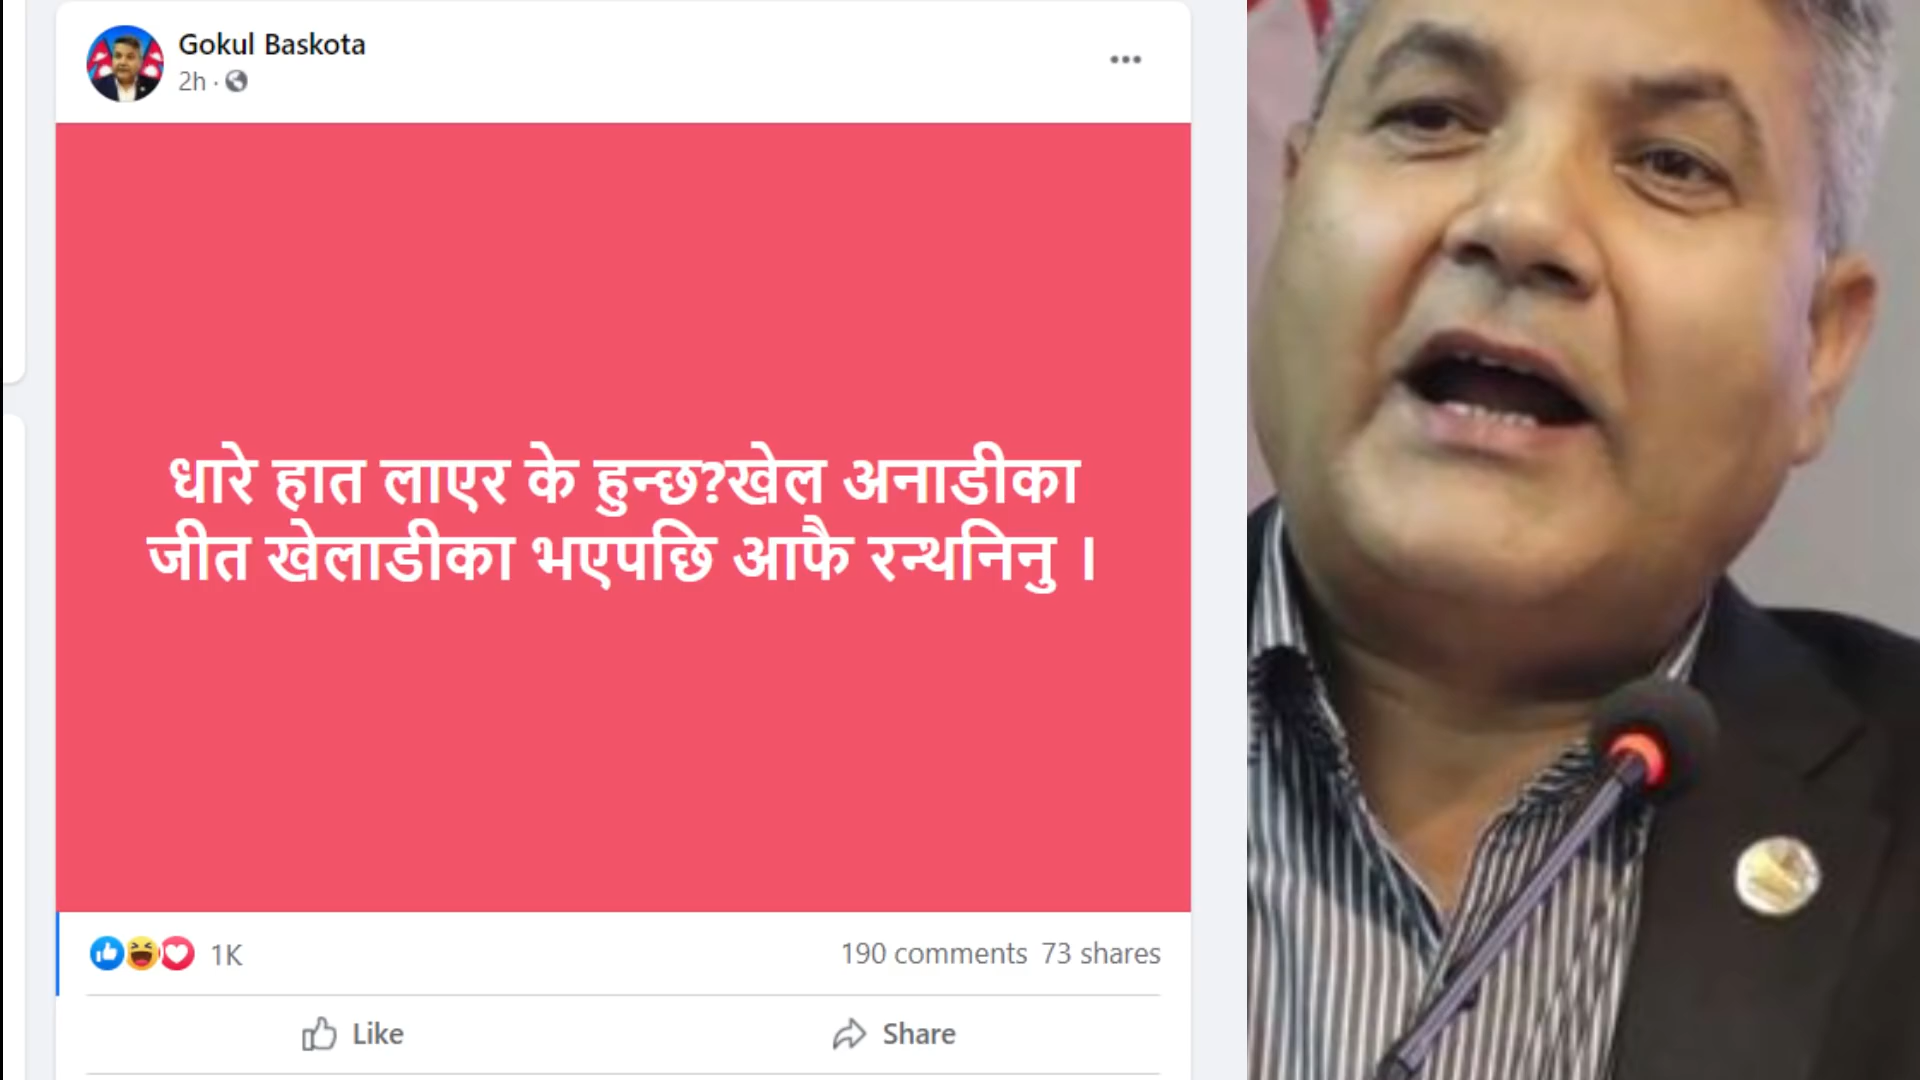 Gokul Baskota
2h ·
धारे हात लाएर के हुन्छ?खेल अनाडीका
जीत खेलाडीका भएपछि आफै रन्थनिनु ।
1K
190 comments 73 shares
Like
Share